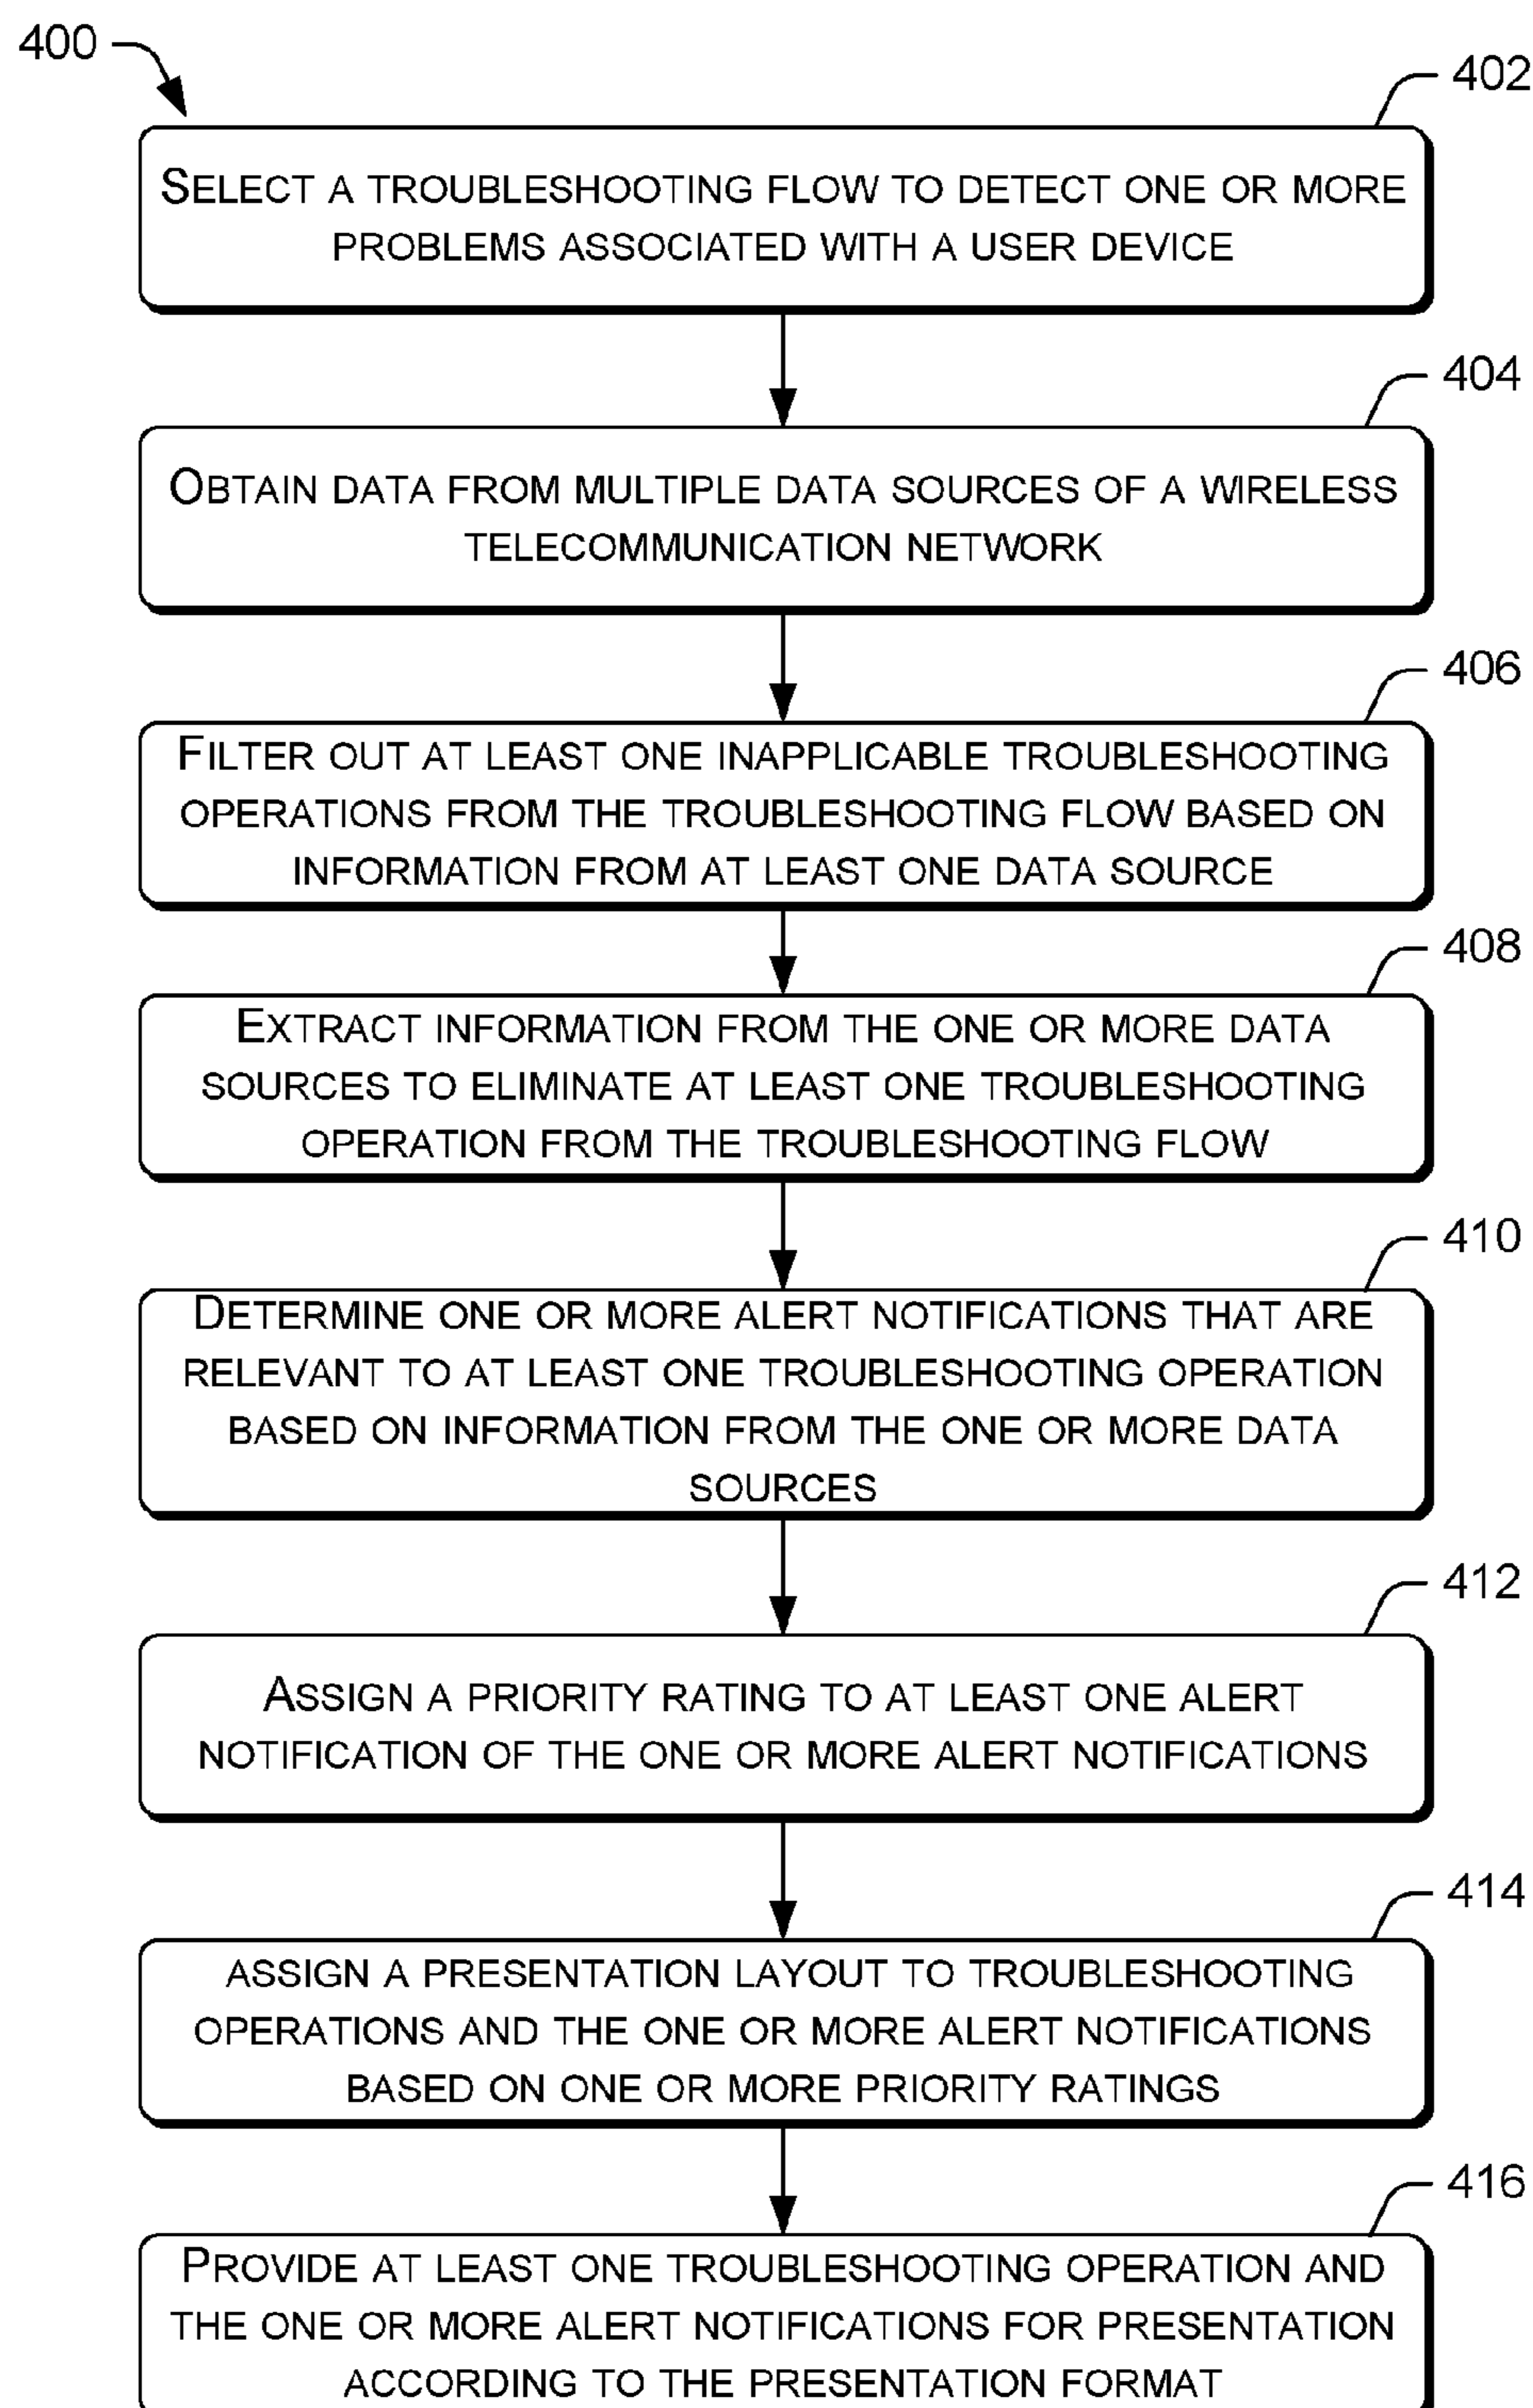 400
402
SELECT A TROUBLESHOOTING FLOW TO DETECT ONE OR MORE
PROBLEMS ASSOCIATED WITH A USER DEVICE
404
OBTAIN DATA FROM MULTIPLE DATA SOURCES OF A WIRELESS
TELECOMMUNICATION NETWORK
406
FILTER OUT AT LEAST ONE INAPPLICABLE TROUBLESHOOTING
OPERATIONS FROM THE TROUBLESHOOTING FLOW BASED ON
INFORMATION FROM AT LEAST ONE DATA SOURCE
408
EXTRACT INFORMATION FROM THE ONE OR MORE DATA
SOURCES TO ELIMINATE AT LEAST ONE TROUBLESHOOTING
OPERATION FROM THE TROUBLESHOOTING FLOW
410
DETERMINE ONE OR MORE ALERT NOTIFICATIONS THAT ARE
RELEVANT TO AT LEAST ONE TROUBLESHOOTING OPERATION
BASED ON INFORMATION FROM THE ONE OR MORE DATA
SOURCES
412
ASSIGN A PRIORITY RATING TO AT LEAST ONE ALERT
NOTIFICATION OF THE ONE OR MORE ALERT NOTIFICATIONS
414
ASSIGN A PRESENTATION LAYOUT TO TROUBLESHOOTING
OPERATIONS AND THE ONE OR MORE ALERT NOTIFICATIONS
BASED ON ONE OR MORE PRIORITY RATINGS
416
PROVIDE AT LEAST ONE TROUBLESHOOTING OPERATION AND
THE ONE OR MORE ALERT NOTIFICATIONS FOR PRESENTATION
ACCORDING TO THE PRESENTATION FORMAT